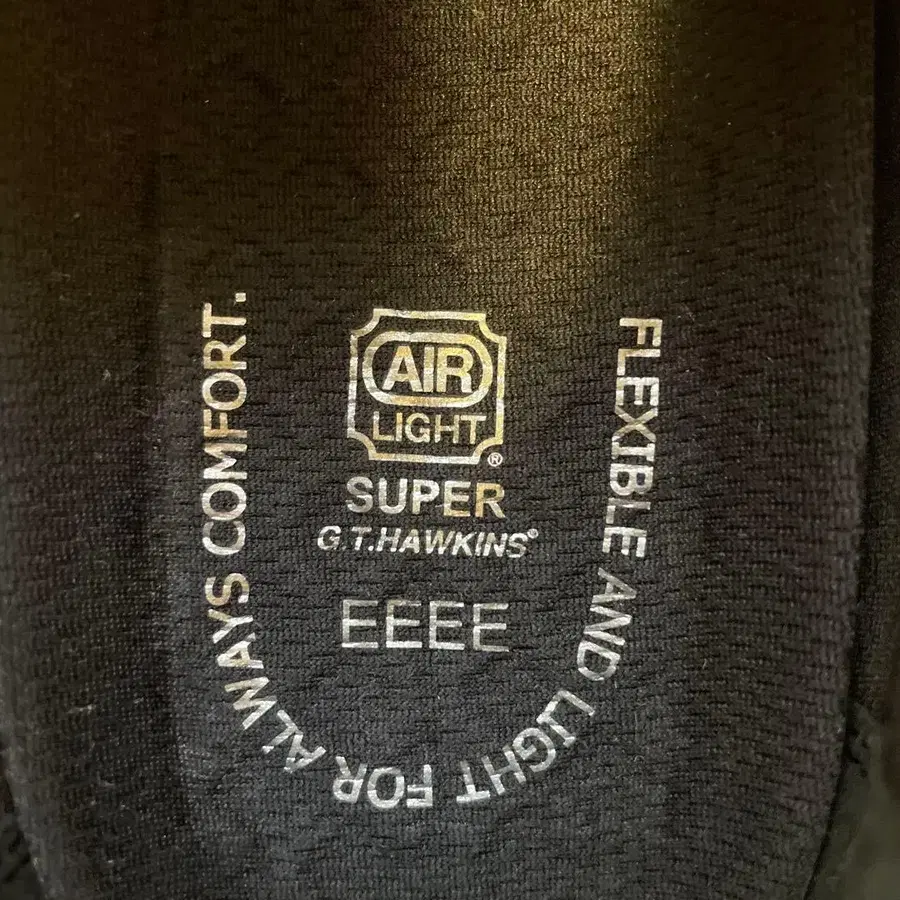 AIR
LIGHT®
SUPER
G.T.HAWKINS®
EEEE
FLEXIBLE AND LIGHT FOR ALWAYS COMFORT.